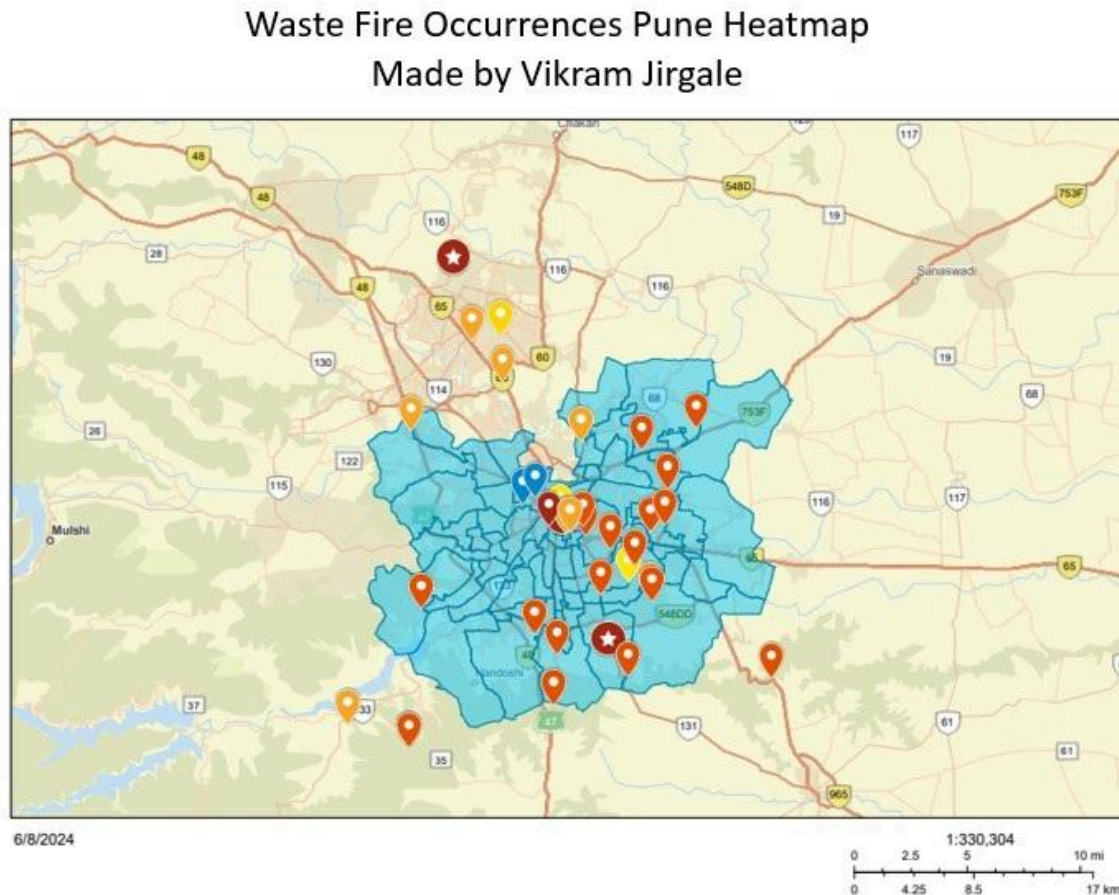 Waste Fire Occurrences Pune Heatmap
Made by Vikram Jirgale
Chakan
117
48
548D
753F
48
19
116
28
116
Sanaswadi
48
116
65
60
19
130
114
68
68
753F
26
122
115
116
117
Mulshi
65
548DD
Nandoshi
37
33
47
131
61
35
61
965
6/8/2024
1:330,304
0 2.5 5 10 mi
0 4.25 8.5 17 km